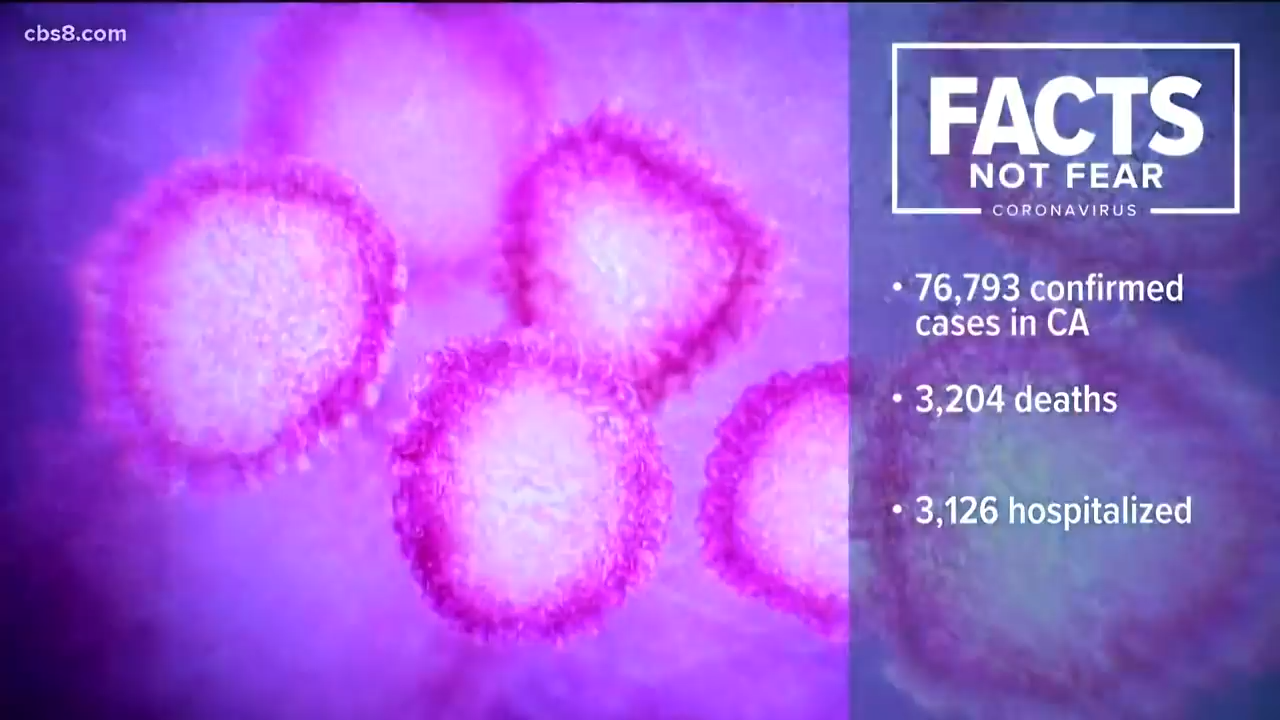 cbs8.com
FACTS
NOT FEAR
CORONAVIRUS
• 76,793 confirmed
cases in CA
• 3,204 deaths
• 3,126 hospitalized